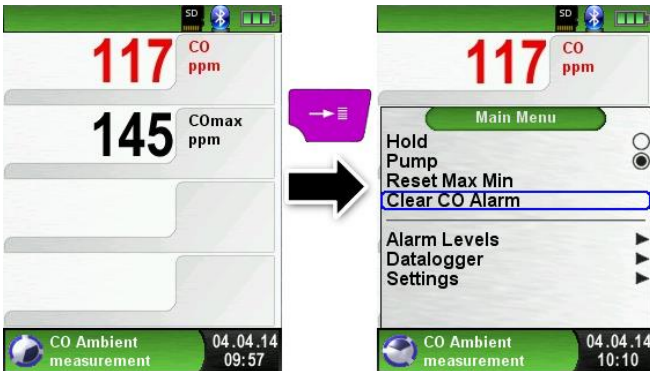 SD
117 CO
ppm
145 COmax
ppm
CO Ambient
measurement
04.04.14
09:57
SD
117 CO
ppm
Main Menu
Hold
Pump
Reset Max Min
Clear CO Alarm
Alarm Levels
Datalogger
Settings
CO Ambient
measurement
04.04.14
10:10